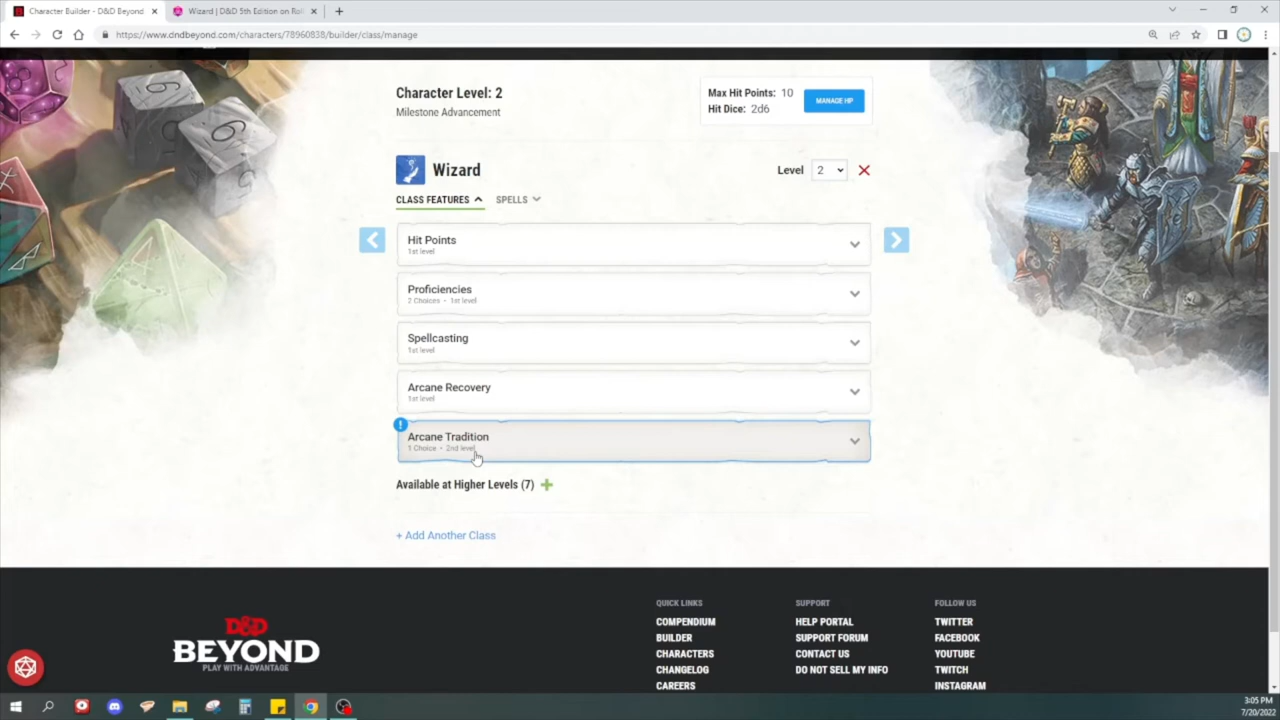 Character Builder - D&D Beyond
Wizard | D&D 5th Edition on Rol
https://www.dndbeyond.com/characters/78960838/builder/class/manage
Character Level: 2
Milestone Advancement
Max Hit Points: 10
Hit Dice: 2d6
MANAGE HP
Wizard
Level 2
CLASS FEATURES
SPELLS
Hit Points
1st level
Proficiencies
2 Choices • 1st level
Spellcasting
1st level
Arcane Recovery
1st level
!
Arcane Tradition
1 Choice • 2nd level
Available at Higher Levels (7)
+ Add Another Class
D&D
BEYOND
PLAY WITH ADVANTAGE
QUICK LINKS
COMPENDIUM
BUILDER
CHARACTERS
CHANGELOG
CAREERS
SUPPORT
HELP PORTAL
SUPPORT FORUM
CONTACT US
DO NOT SELL MY INFO
FOLLOW US
TWITTER
FACEBOOK
YOUTUBE
TWITCH
INSTAGRAM
3:05 PM
7/20/2022